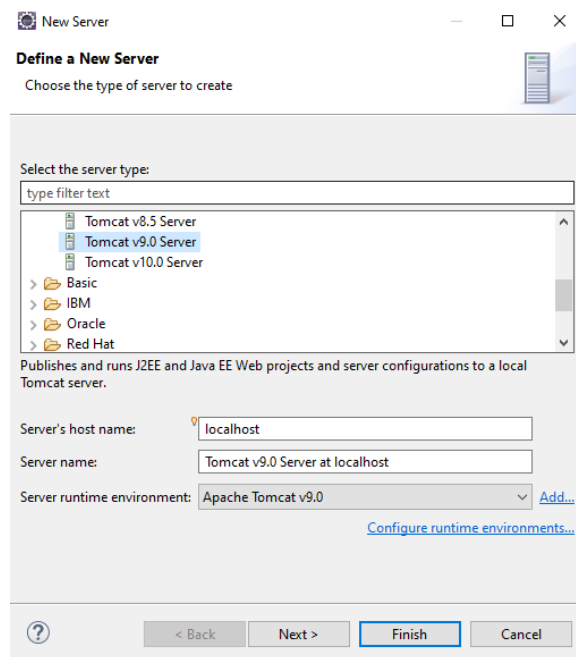 New Server
Define a New Server
Choose the type of server to create
Select the server type:
type filter text
Tomcat v8.5 Server
Tomcat v9.0 Server
Tomcat v10.0 Server
Basic
IBM
Oracle
Red Hat
Publishes and runs J2EE and Java EE Web projects and server configurations to a local
Tomcat server.
Server's host name: localhost
Server name: Tomcat v9.0 Server at localhost
Server runtime environment: Apache Tomcat v9.0 Add...
Configure runtime environments...
? < Back Next > Finish Cancel